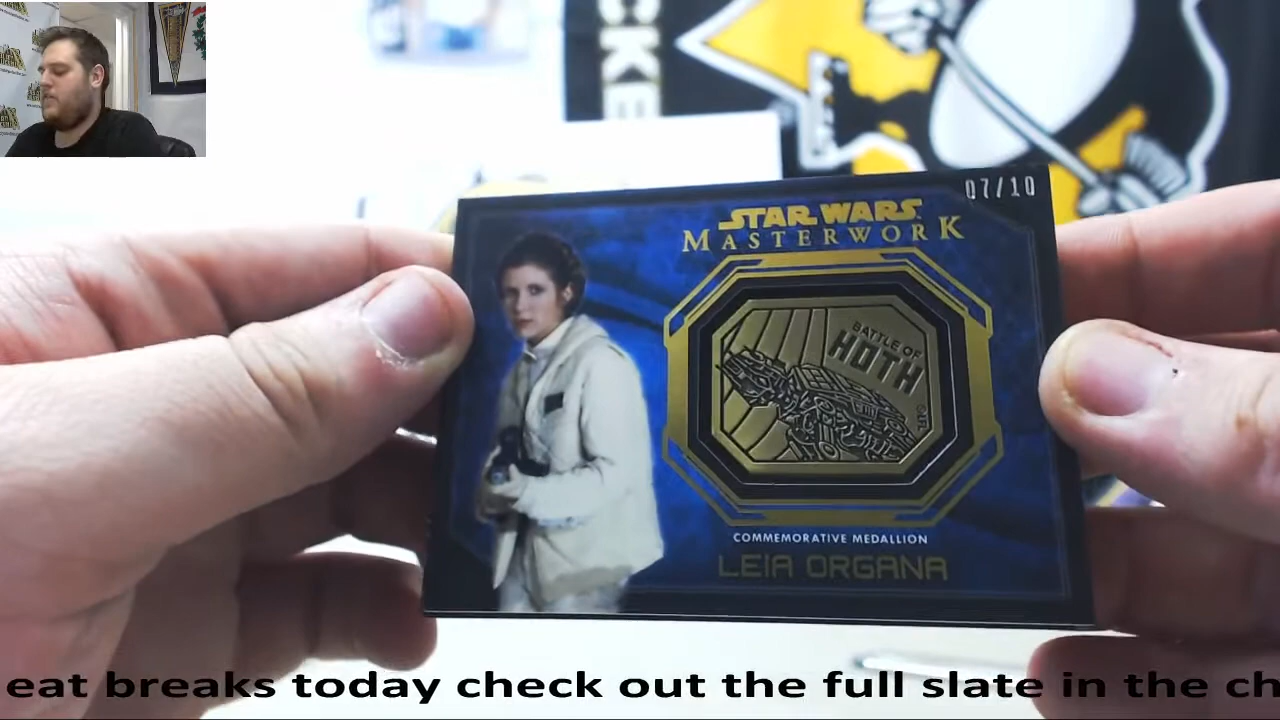 CKE
07/10
STAR WARS
MASTERWORK
BATTLE OF
HOTH
COMMEMORATIVE MEDALLION
LEIA ORGANA
eat breaks today check out the full slate in the ch